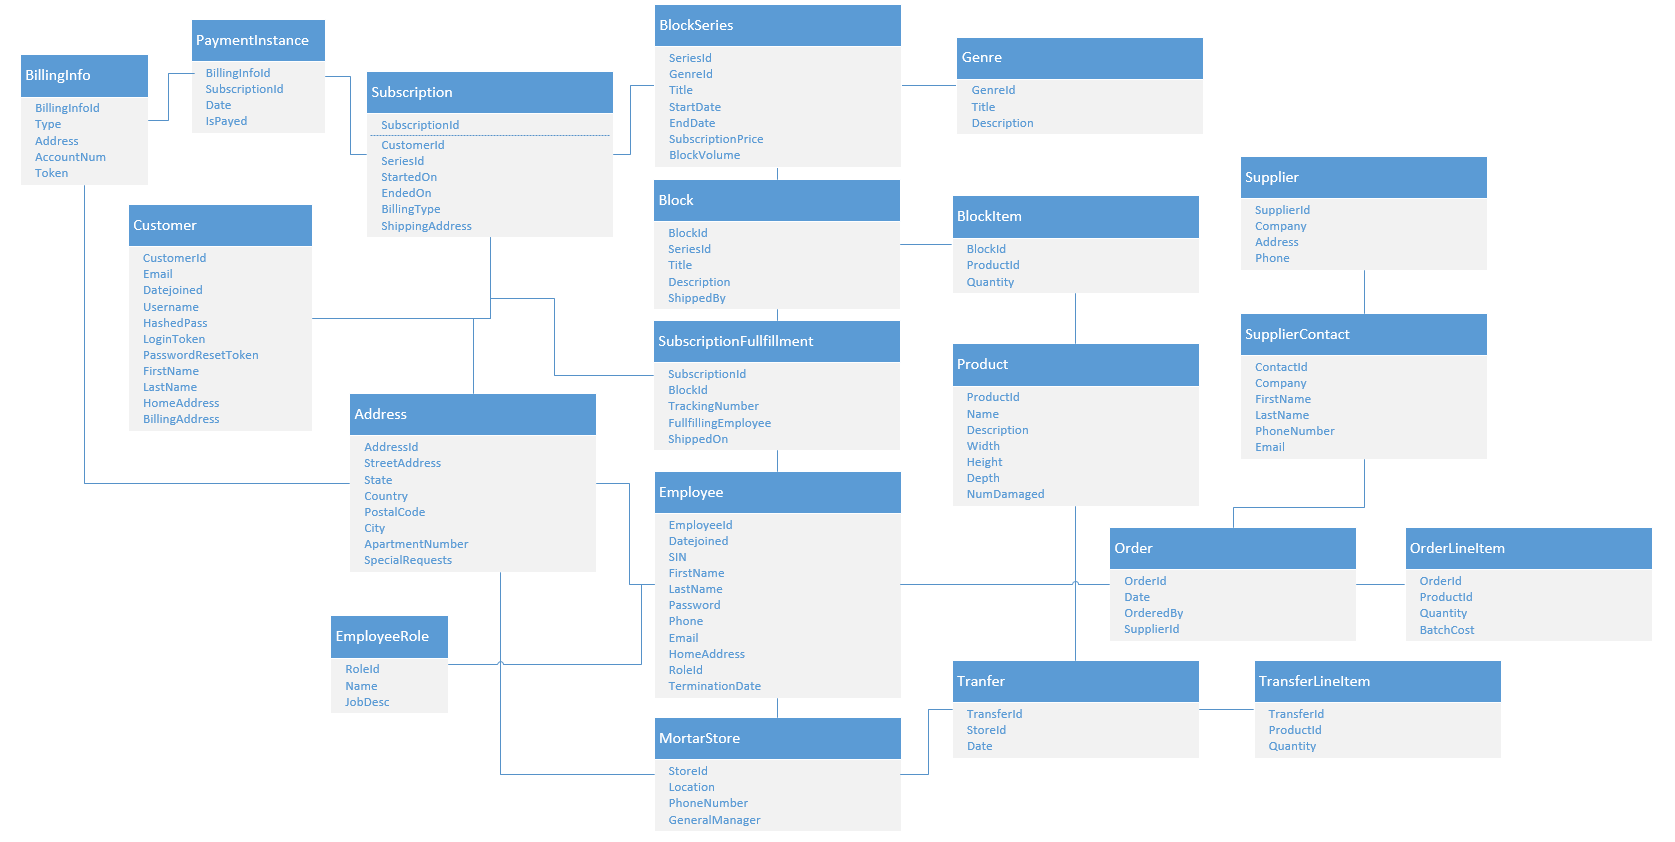 BillingInfo
BillingInfoId
Type
Address
AccountNum
Token
PaymentInstance
BillingInfoId
SubscriptionId
Date
IsPayed
Subscription
SubscriptionId
CustomerId
SeriesId
StartedOn
EndedOn
BillingType
ShippingAddress
BlockSeries
SeriesId
GenreId
Title
StartDate
EndDate
SubscriptionPrice
BlockVolume
Genre
GenreId
Title
Description
Customer
CustomerId
Email
Datejoined
Username
HashedPass
LoginToken
PasswordResetToken
FirstName
LastName
HomeAddress
BillingAddress
Block
BlockId
SeriesId
Title
Description
ShippedBy
BlockItem
BlockId
ProductId
Quantity
Supplier
SupplierId
Company
Address
Phone
SubscriptionFullfillment
SubscriptionId
BlockId
TrackingNumber
FullfillingEmployee
ShippedOn
Product
ProductId
Name
Description
Width
Height
Depth
NumDamaged
SupplierContact
ContactId
Company
FirstName
LastName
PhoneNumber
Email
Address
AddressId
StreetAddress
State
Country
PostalCode
City
ApartmentNumber
SpecialRequests
Employee
EmployeeId
Datejoined
SIN
FirstName
LastName
Password
Phone
Email
HomeAddress
RoleId
TerminationDate
Order
OrderId
Date
OrderedBy
SupplierId
OrderLineItem
OrderId
ProductId
Quantity
BatchCost
EmployeeRole
RoleId
Name
JobDesc
MortarStore
StoreId
Location
PhoneNumber
GeneralManager
Tranfer
TransferId
StoreId
Date
TransferLineItem
TransferId
ProductId
Quantity